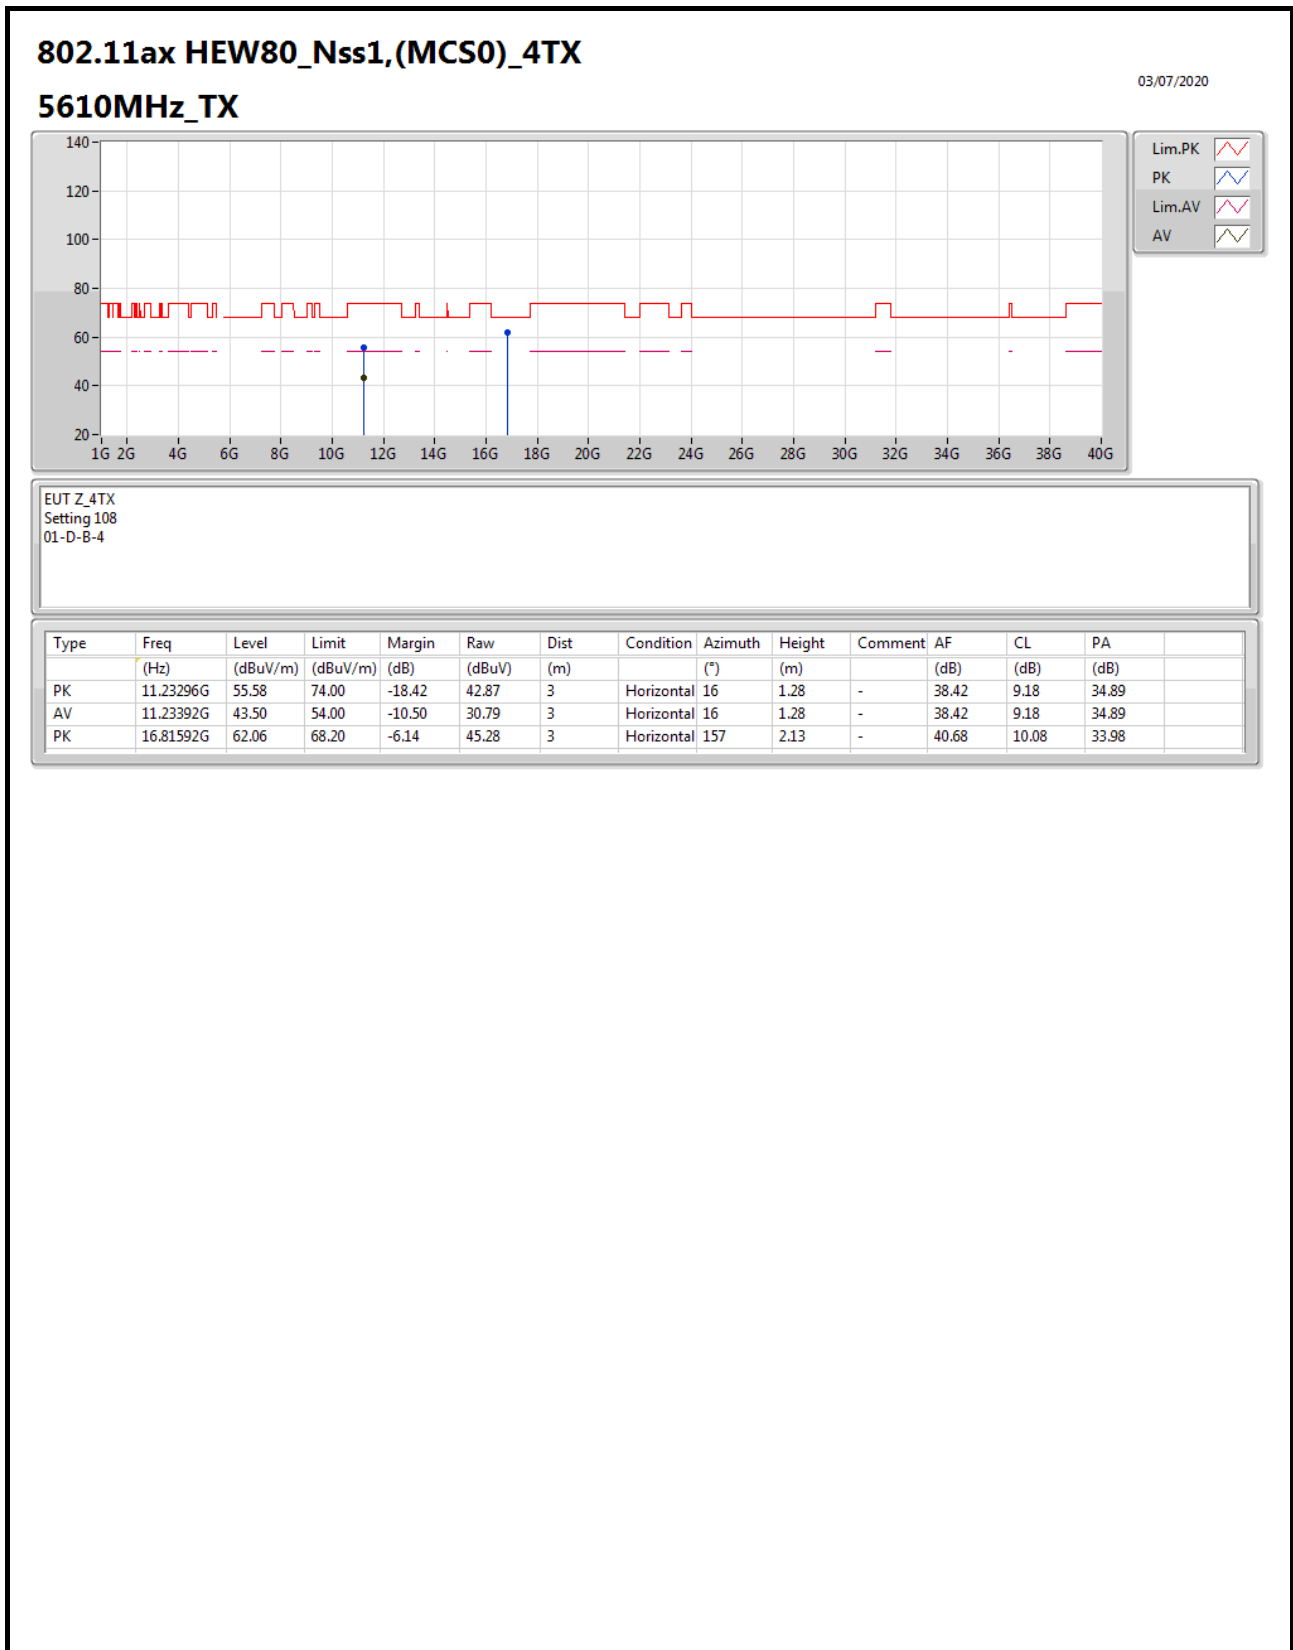 802.11ax HEW80_Nss1,(MCS0)_4TX
03/07/2020
5610MHz_TX
140
120
100
80
60
40
20
1G 2G 4G 6G 8G 10G 12G 14G 16G 18G 20G 22G 24G 26G 28G 30G 32G 34G 36G 38G 40G
Lim.PK
PK
Lim.AV
AV
EUT Z_4TX
Setting 108
01-D-B-4
Type Freq Level Limit Margin Raw Dist Condition Azimuth Height Comment AF CL PA
(Hz) (dBuV/m) (dBuV/m) (dB) (dBuV) (m) (°) (m) (dB) (dB) (dB)
PK 11.23296G 55.58 74.00 -18.42 42.87 3 Horizontal 16 1.28 - 38.42 9.18 34.89
AV 11.23392G 43.50 54.00 -10.50 30.79 3 Horizontal 16 1.28 - 38.42 9.18 34.89
PK 16.81592G 62.06 68.20 -6.14 45.28 3 Horizontal 157 2.13 - 40.68 10.08 33.98